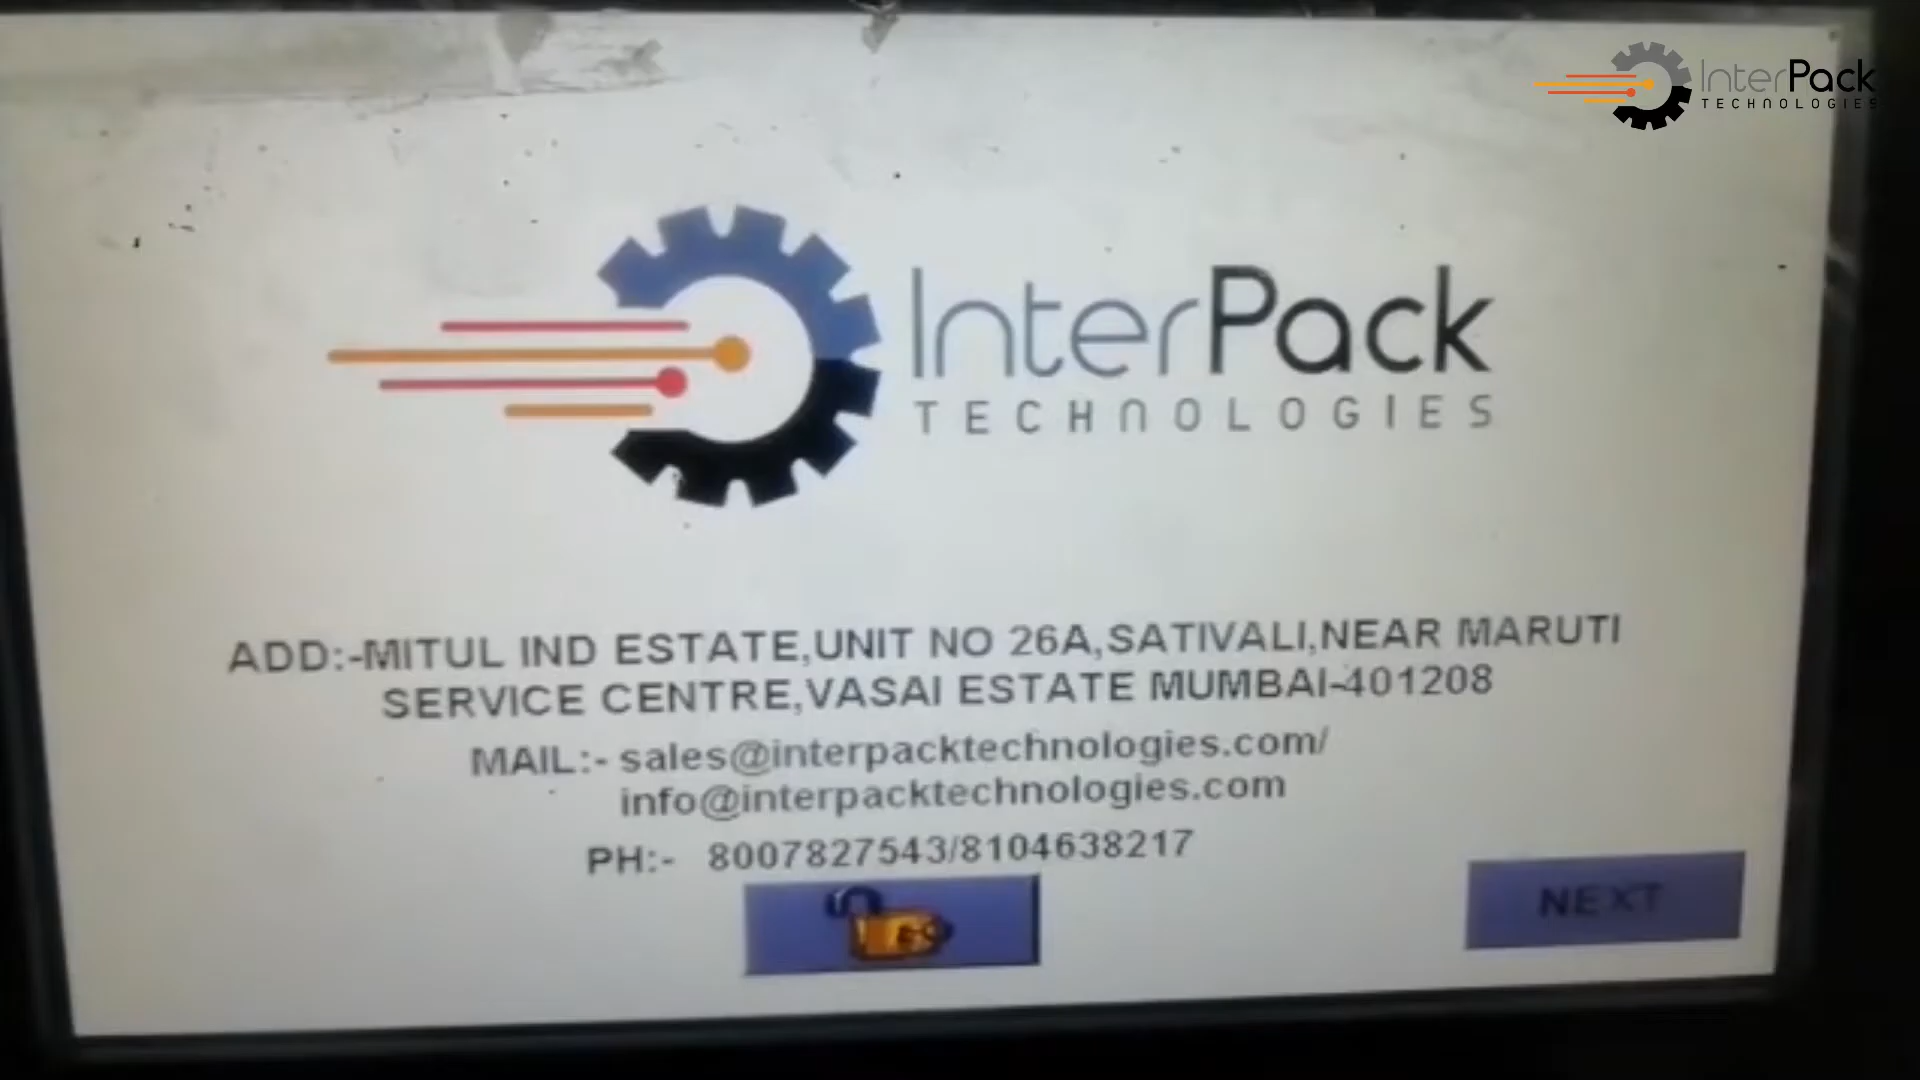 InterPack
TECHNOLOGIES
InterPack
TECHNOLOGIES
ADD:-MITUL IND ESTATE,UNIT NO 26A,SATIVALI,NEAR MARUTI
SERVICE CENTRE,VASAI ESTATE MUMBAI-401208
MAIL:- sales@interpacktechnologies.com/
info@interpacktechnologies.com
PH:- 8007827543/8104638217
NEXT